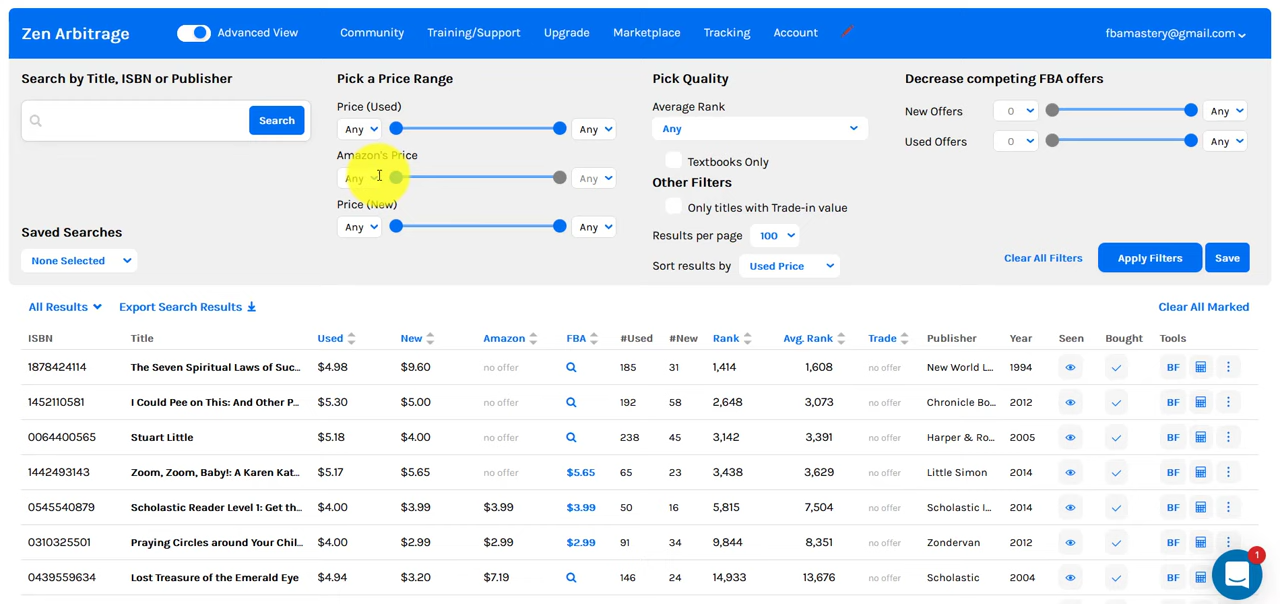 Zen Arbitrage Advanced View Community Training/Support Upgrade Marketplace Tracking Account fbamastery@gmail.com
Search by Title, ISBN or Publisher
Search
Saved Searches
None Selected
Pick a Price Range
Price (Used)
Any Any
Amazon's Price
Any Any
Price (New)
Any Any
Pick Quality
Average Rank
Any
Textbooks Only
Other Filters
Only titles with Trade-in value
Results per page 100
Sort results by Used Price
Decrease competing FBA offers
New Offers 0 Any
Used Offers 0 Any
Clear All Filters Apply Filters Save
All Results Export Search Results Clear All Marked
ISBN Title Used New Amazon FBA #Used #New Rank Avg. Rank Trade Publisher Year Seen Bought Tools
1878424114 The Seven Spiritual Laws of Suc... $4.98 $9.60 no offer 185 31 1,414 1,608 no offer New World L... 1994 BF
1452110581 I Could Pee on This: And Other P... $5.30 $5.00 no offer 192 58 2,648 3,073 no offer Chronicle Bo... 2012 BF
0064400565 Stuart Little $5.18 $4.00 no offer 238 45 3,142 3,391 no offer Harper & Ro... 2005 BF
1442493143 Zoom, Zoom, Baby!: A Karen Kat... $5.17 $5.65 no offer $5.65 65 23 3,438 3,629 no offer Little Simon 2014 BF
0545540879 Scholastic Reader Level 1: Get th... $4.00 $3.99 $3.99 $3.99 50 16 5,815 7,504 no offer Scholastic I... 2014 BF
0310325501 Praying Circles around Your Chil... $4.00 $2.99 $2.99 $2.99 91 34 9,844 8,351 no offer Zondervan 2012 BF
0439559634 Lost Treasure of the Emerald Eye $4.94 $3.20 $7.19 146 24 14,933 13,676 no offer Scholastic 2004 BF
1